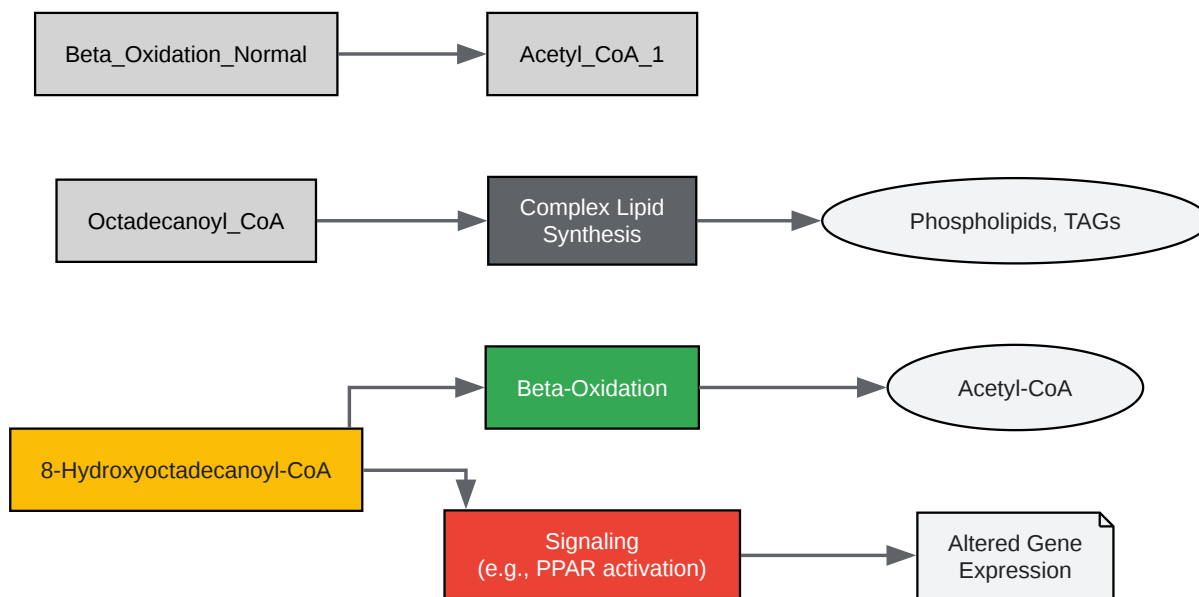 Beta_Oxidation_Normal
Acetyl_CoA_1
Octadecanoyl_CoA
Complex Lipid
Synthesis
Phospholipids, TAGs
Beta-Oxidation
Acetyl-CoA
8-Hydroxyoctadecanoyl-CoA
Signaling
(e.g., PPAR activation)
Altered Gene
Expression